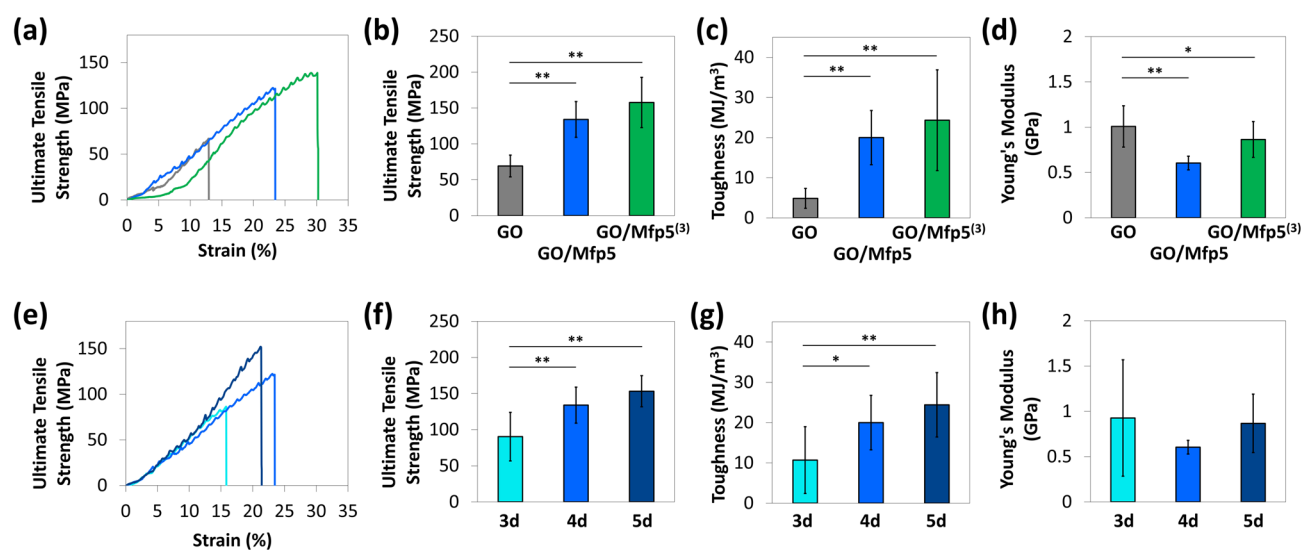 (a)
Ultimate Tensile
Strength (MPa)
150
100
50
0
0 5 10 15 20 25 30 35
Strain (%)
(b)
Ultimate Tensile
Strength (MPa)
250
200
150
100
50
0
**
**
GO GO/Mfp5(3)
GO/Mfp5
(c)
Toughness (MJ/m³)
40
30
20
10
0
**
**
GO GO/Mfp5(3)
GO/Mfp5
(d)
Young's Modulus
(GPa)
2
1.5
1
0.5
0
*
**
GO GO/Mfp5(3)
GO/Mfp5
(e)
Ultimate Tensile
Strength (MPa)
150
100
50
0
0 5 10 15 20 25 30 35
Strain (%)
(f)
Ultimate Tensile
Strength (MPa)
250
200
150
100
50
0
**
**
3d 4d 5d
(g)
Toughness (MJ/m³)
40
30
20
10
0
**
*
3d 4d 5d
(h)
Young's Modulus
(GPa)
2
1.5
1
0.5
0
3d 4d 5d